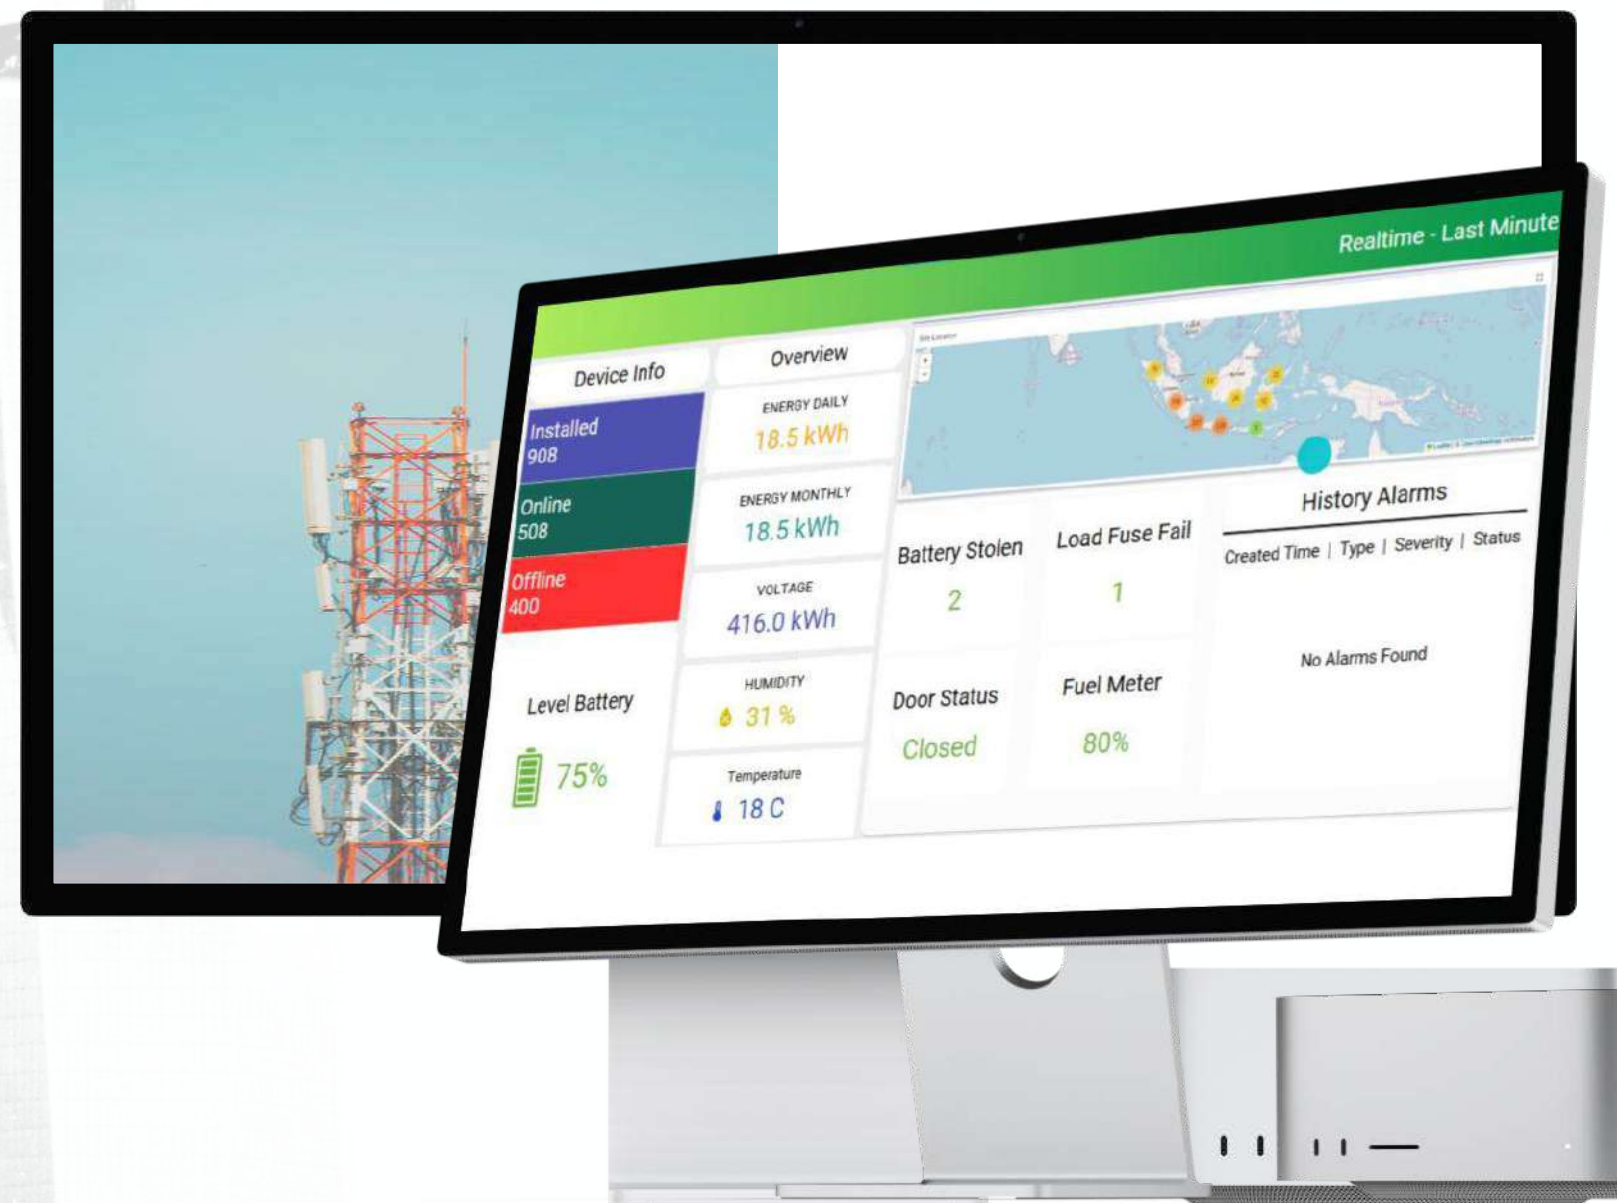 Realtime - Last Minute
Device Info
Installed
908
Online
508
Offline
400
Level Battery
75%
Overview
ENERGY DAILY
18.5 kWh
ENERGY MONTHLY
18.5 kWh
VOLTAGE
416.0 kWh
HUMIDITY
31 %
Temperature
18 C
Site Location
Battery Stolen
2
Load Fuse Fail
1
Door Status
Closed
Fuel Meter
80%
History Alarms
Created Time | Type | Severity | Status
No Alarms Found